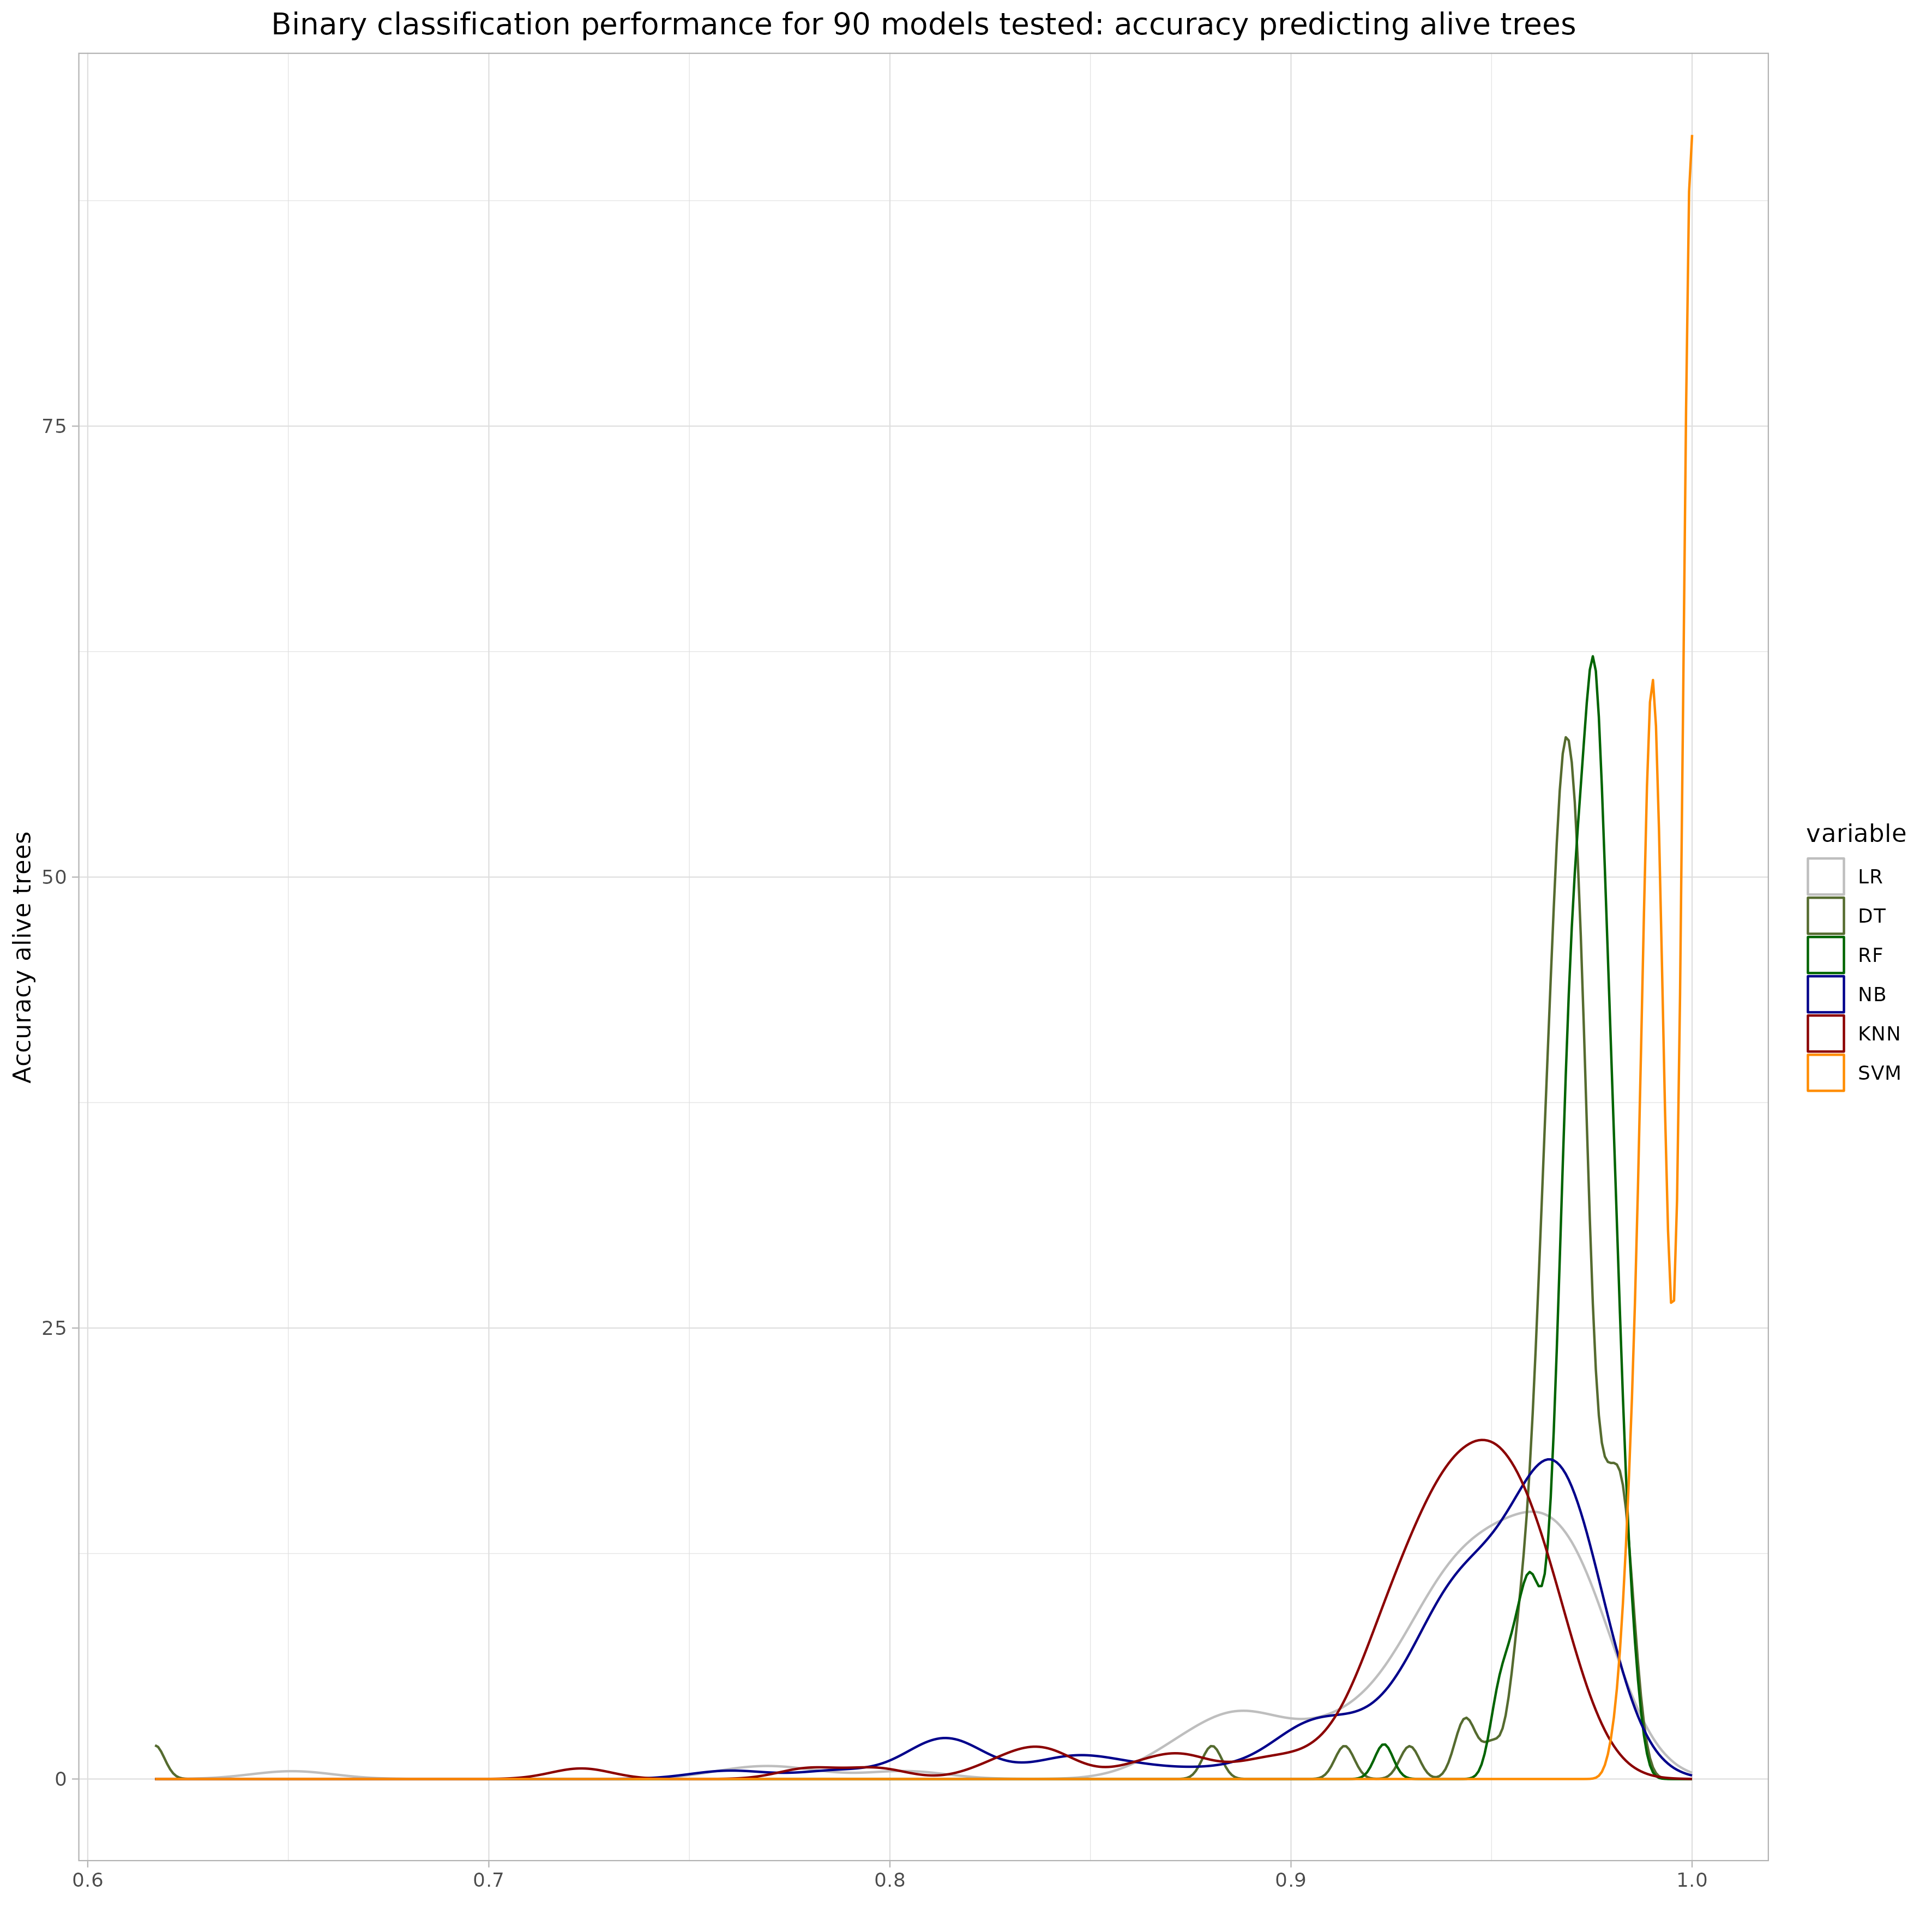 Binary classification performance for 90 models tested: accuracy predicting alive trees
75
50
25
0
Accuracy alive trees
0.6
0.7
0.8
0.9
1.0
variable
LR
DT
RF
NB
KNN
SVM